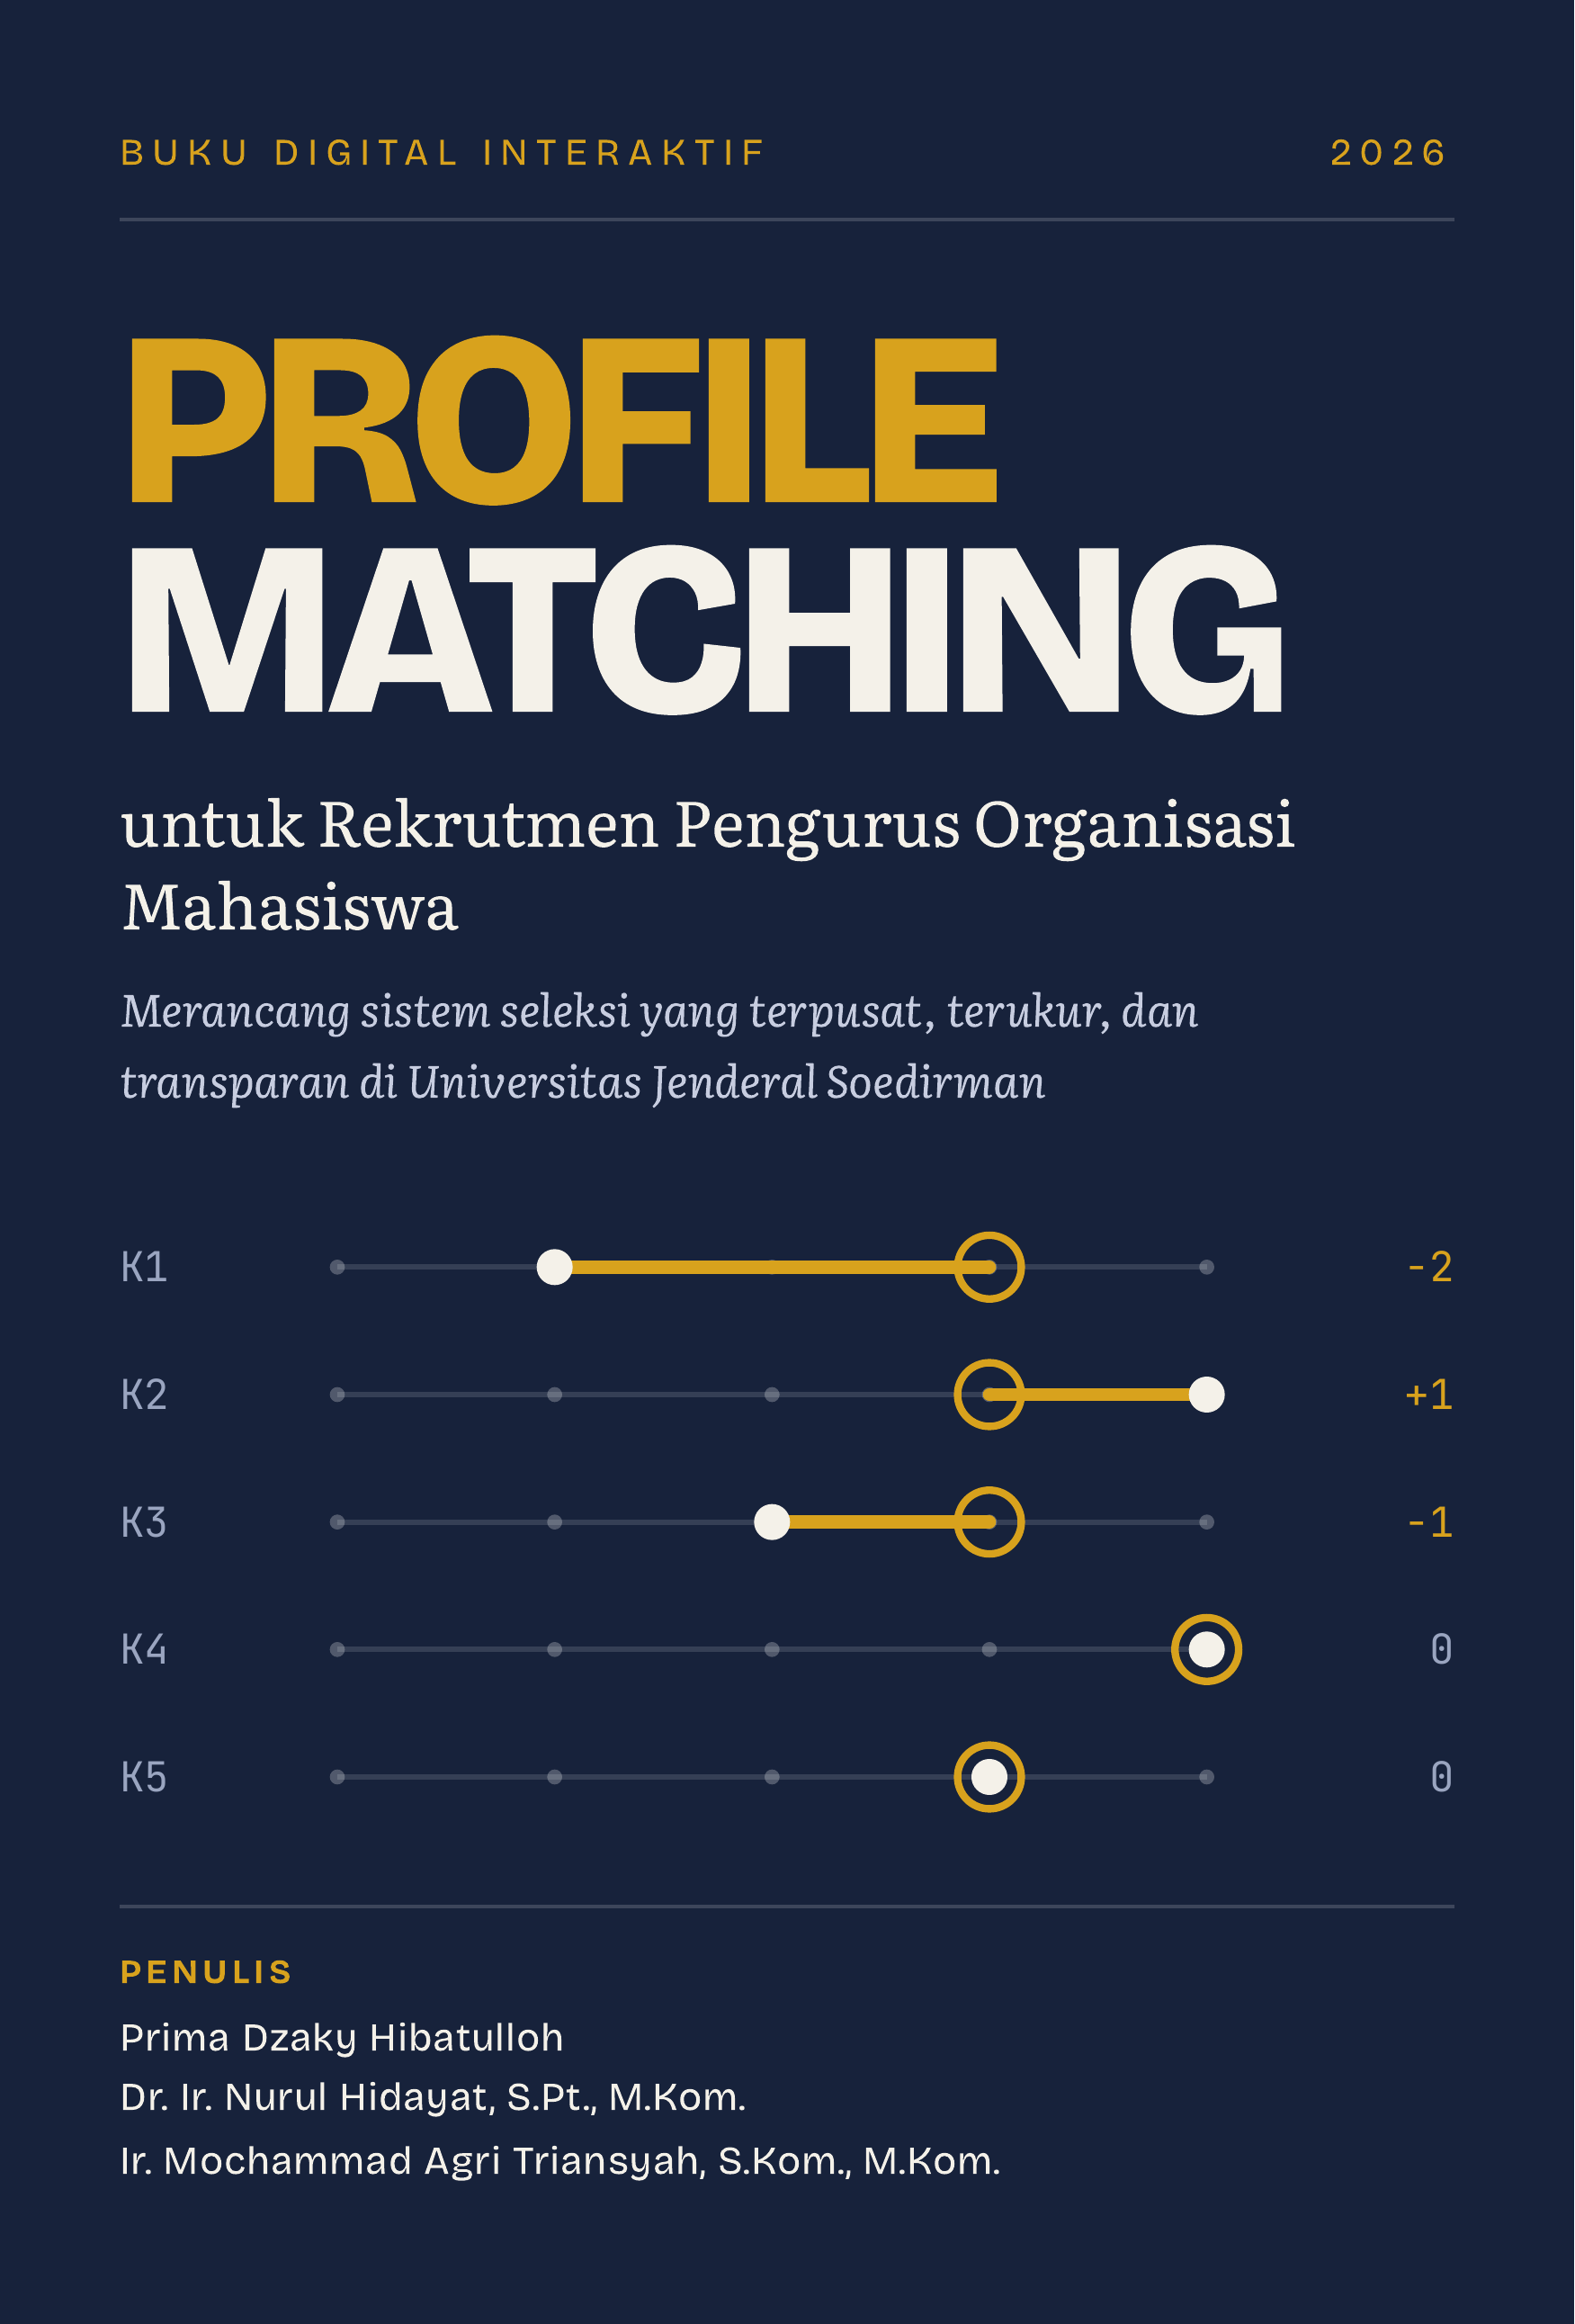 BUKU DIGITAL INTERAKTIF 2026
PROFILE
MATCHING
untuk Rekrutmen Pengurus Organisasi
Mahasiswa
Merancang sistem seleksi yang terpusat, terukur, dan
transparan di Universitas Jenderal Soedirman
K1 -2
K2 +1
K3 -1
K4 0
K5 0
PENULIS
Prima Dzaky Hibatulloh
Dr. Ir. Nurul Hidayat, S.Pt., M.Kom.
Ir. Mochammad Agri Triansyah, S.Kom., M.Kom.